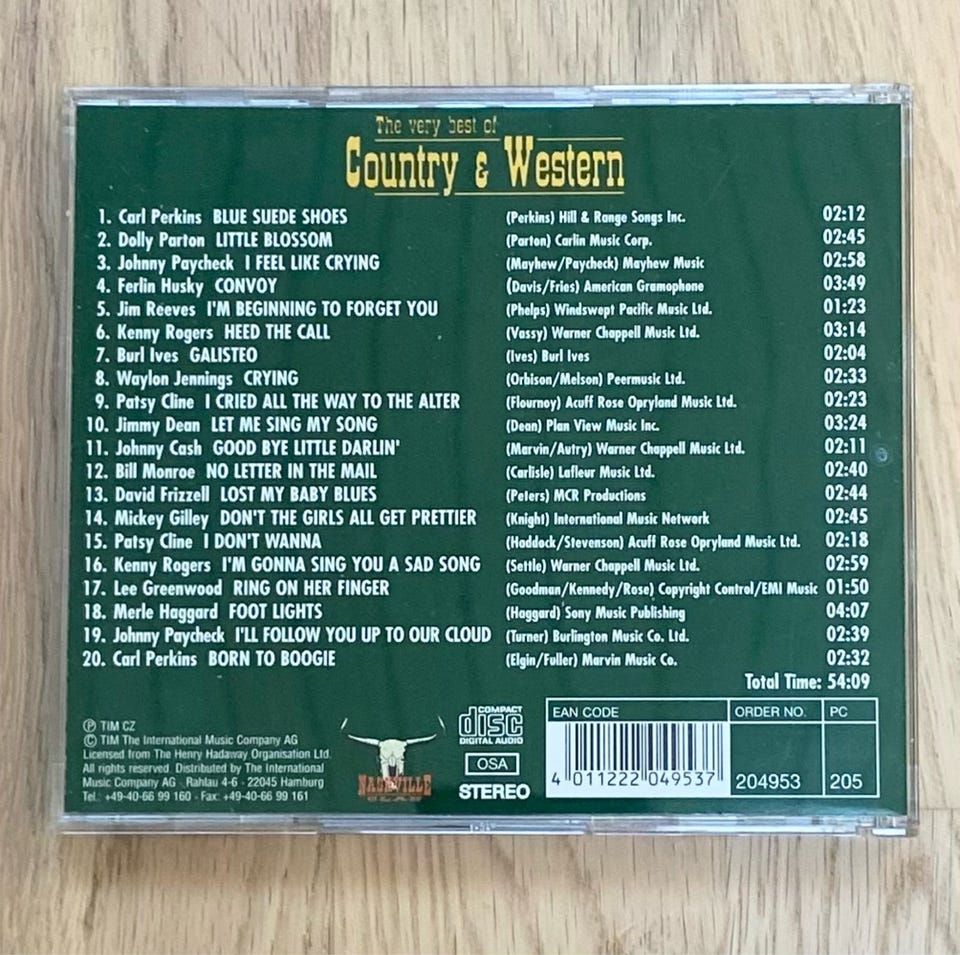 The very best of
Country & Western
1. Carl Perkins BLUE SUEDE SHOES (Perkins) Hill & Range Songs Inc. 02:12
2. Dolly Parton LITTLE BLOSSOM (Parton) Carlin Music Corp. 02:45
3. Johnny Paycheck I FEEL LIKE CRYING (Mayhew/Paycheck) Mayhew Music 02:58
4. Ferlin Husky CONVOY (Davis/Fries) American Gramophone 03:49
5. Jim Reeves I'M BEGINNING TO FORGET YOU (Phelps) Windswept Pacific Music Ltd. 01:23
6. Kenny Rogers HEED THE CALL (Vassy) Warner Chappell Music Ltd. 03:14
7. Burl Ives GALISTEO (Ives) Burl Ives 02:04
8. Waylon Jennings CRYING (Orbison/Melson) Peermusic Ltd. 02:33
9. Patsy Cline I CRIED ALL THE WAY TO THE ALTER (Flournoy) Acuff Rose Opryland Music Ltd. 02:23
10. Jimmy Dean LET ME SING MY SONG (Dean) Plan View Music Inc. 03:24
11. Johnny Cash GOOD BYE LITTLE DARLIN' (Marvin/Autry) Warner Chappell Music Ltd. 02:11
12. Bill Monroe NO LETTER IN THE MAIL (Carlisle) Lafleur Music Ltd. 02:40
13. David Frizzell LOST MY BABY BLUES (Peters) MCR Productions 02:44
14. Mickey Gilley DON'T THE GIRLS ALL GET PRETTIER (Knight) International Music Network 02:45
15. Patsy Cline I DON'T WANNA (Haddock/Stevenson) Acuff Rose Opryland Music Ltd. 02:18
16. Kenny Rogers I'M GONNA SING YOU A SAD SONG (Settle) Warner Chappell Music Ltd. 02:59
17. Lee Greenwood RING ON HER FINGER (Goodman/Kennedy/Rose) Copyright Control/EMI Music 01:50
18. Merle Haggard FOOT LIGHTS (Haggard) Sony Music Publishing 04:07
19. Johnny Paycheck I'LL FOLLOW YOU UP TO OUR CLOUD (Turner) Burlington Music Co. Ltd. 02:39
20. Carl Perkins BORN TO BOOGIE (Elgin/Fuller) Marvin Music Co. 02:32
Total Time: 54:09
℗ TIM CZ
© TIM The International Music Company AG
Licensed from The Henry Hadaway Organisation Ltd.
All rights reserved. Distributed by The International
Music Company AG - Rahlau 4-6 - 22045 Hamburg
Tel.: +49-40-66 99 160 - Fax: +49-40-66 99 161
NASHVILLE
COMPACT
disc
DIGITAL AUDIO
OSA
STEREO
EAN CODE ORDER NO. PC
4 011222 049537 204953 205